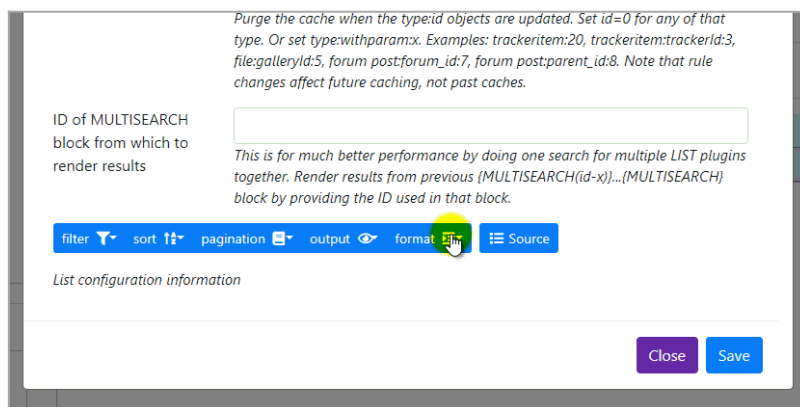 Purge the cache when the type:id objects are updated. Set id=0 for any of that
type. Or set type:withparam:x. Examples: trackeritem:20, trackeritem:trackerId:3,
file:galleryId:5, forum post:forum_id:7, forum post:parent_id:8. Note that rule
changes affect future caching, not past caches.
ID of MULTISEARCH
block from which to
render results
This is for much better performance by doing one search for multiple LIST plugins
together. Render results from previous {MULTISEARCH(id-x)}...{MULTISEARCH}
block by providing the ID used in that block.
filter sort pagination output format Source
List configuration information
Close Save